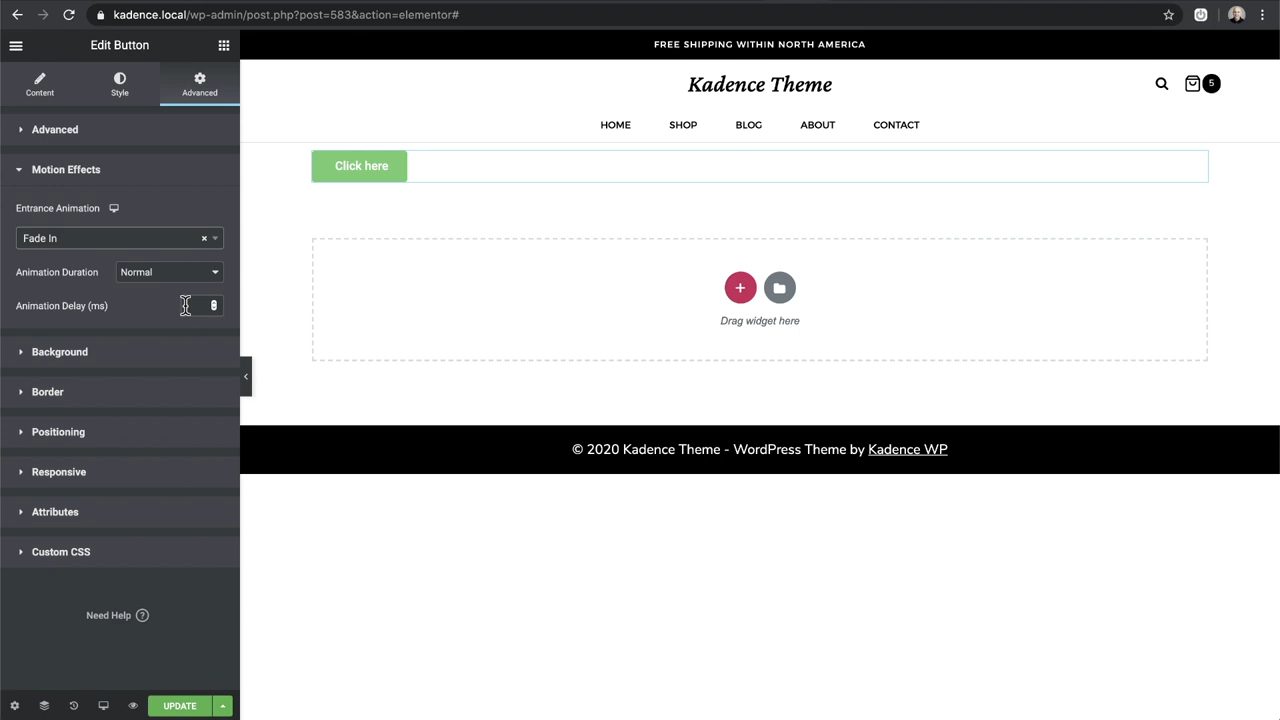 kadence.local/wp-admin/post.php?post=583&action=elementor#
Edit Button
Content
Style
Advanced
Advanced
Motion Effects
Entrance Animation
Fade In
Animation Duration
Normal
Animation Delay (ms)
Background
Border
Positioning
Responsive
Attributes
Custom CSS
Need Help ?
UPDATE
FREE SHIPPING WITHIN NORTH AMERICA
Kadence Theme
5
HOME SHOP BLOG ABOUT CONTACT
Click here
Drag widget here
© 2020 Kadence Theme - WordPress Theme by Kadence WP